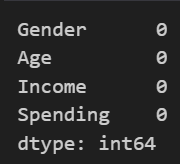 Gender 0
Age 0
Income 0
Spending 0
dtype: int64